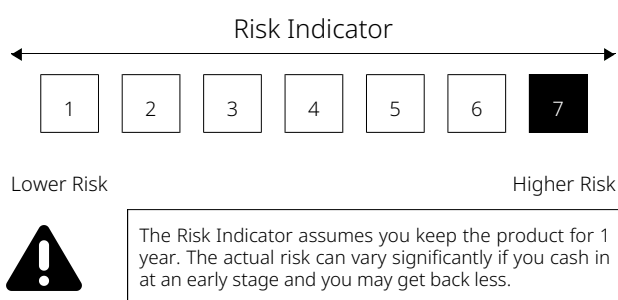 Risk Indicator
1 2 3 4 5 6 7
Lower Risk Higher Risk
The Risk Indicator assumes you keep the product for 1
year. The actual risk can vary significantly if you cash in
at an early stage and you may get back less.